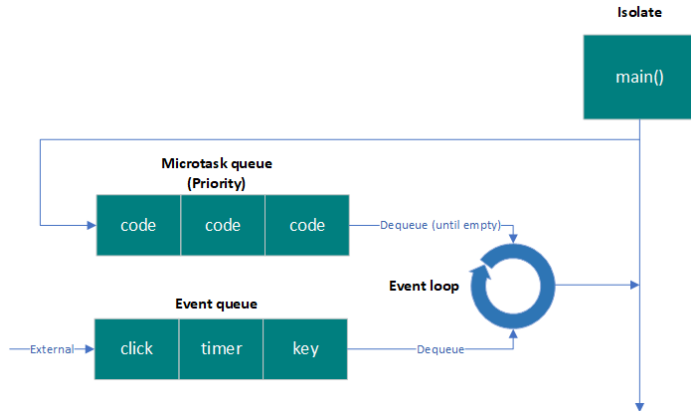 Isolate
main()
Microtask queue
(Priority)
code code code
Dequeue (until empty)
Event loop
Event queue
External
click timer key
Dequeue